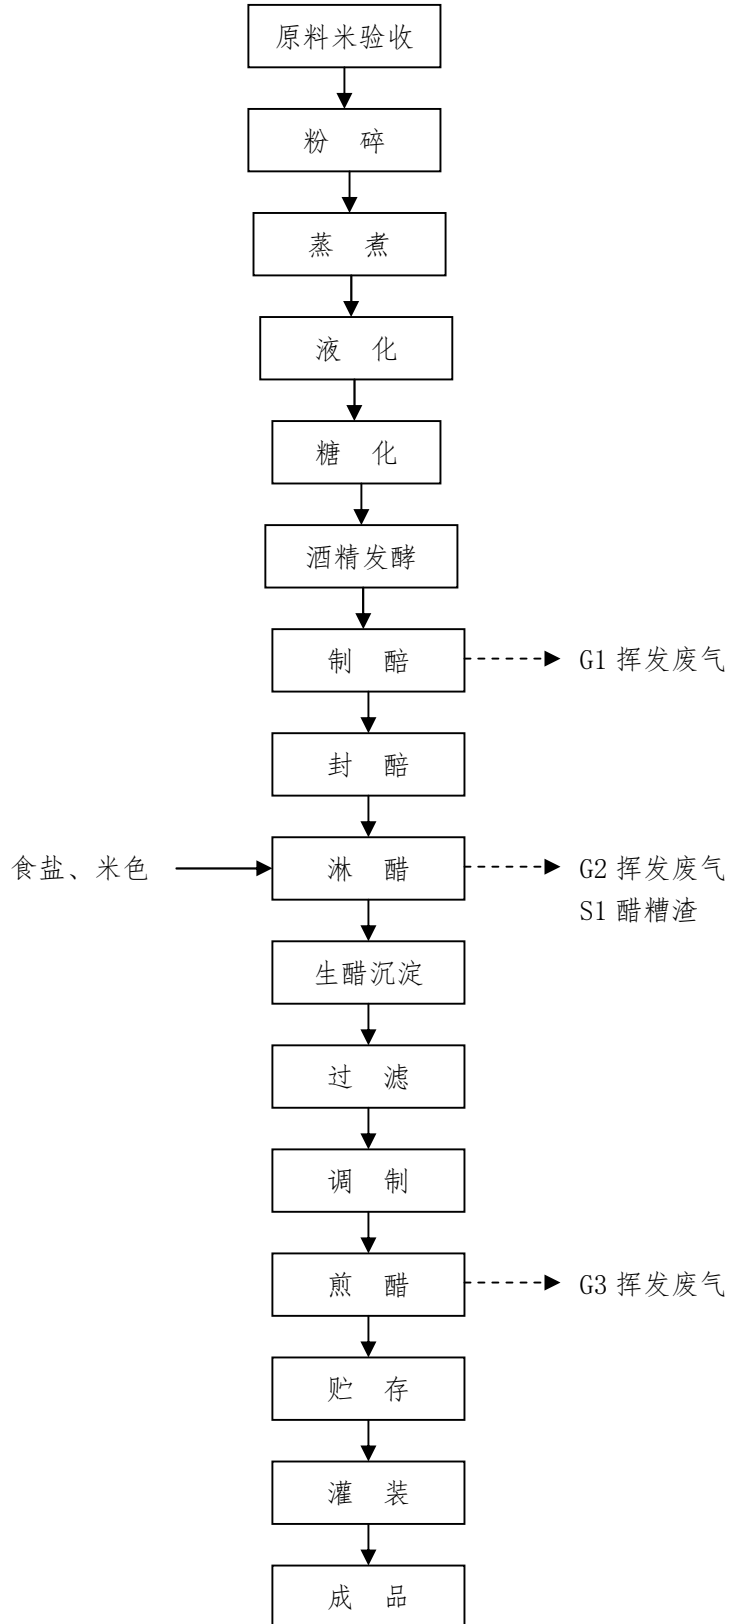 原料米验收
粉 碎
蒸 煮
液 化
糖 化
酒精发酵
制 醅
G1 挥发废气
封 醅
食盐、米色
淋 醋
G2 挥发废气
S1 醋糟渣
生醋沉淀
过 滤
调 制
煎 醋
G3 挥发废气
贮 存
灌 装
成 品